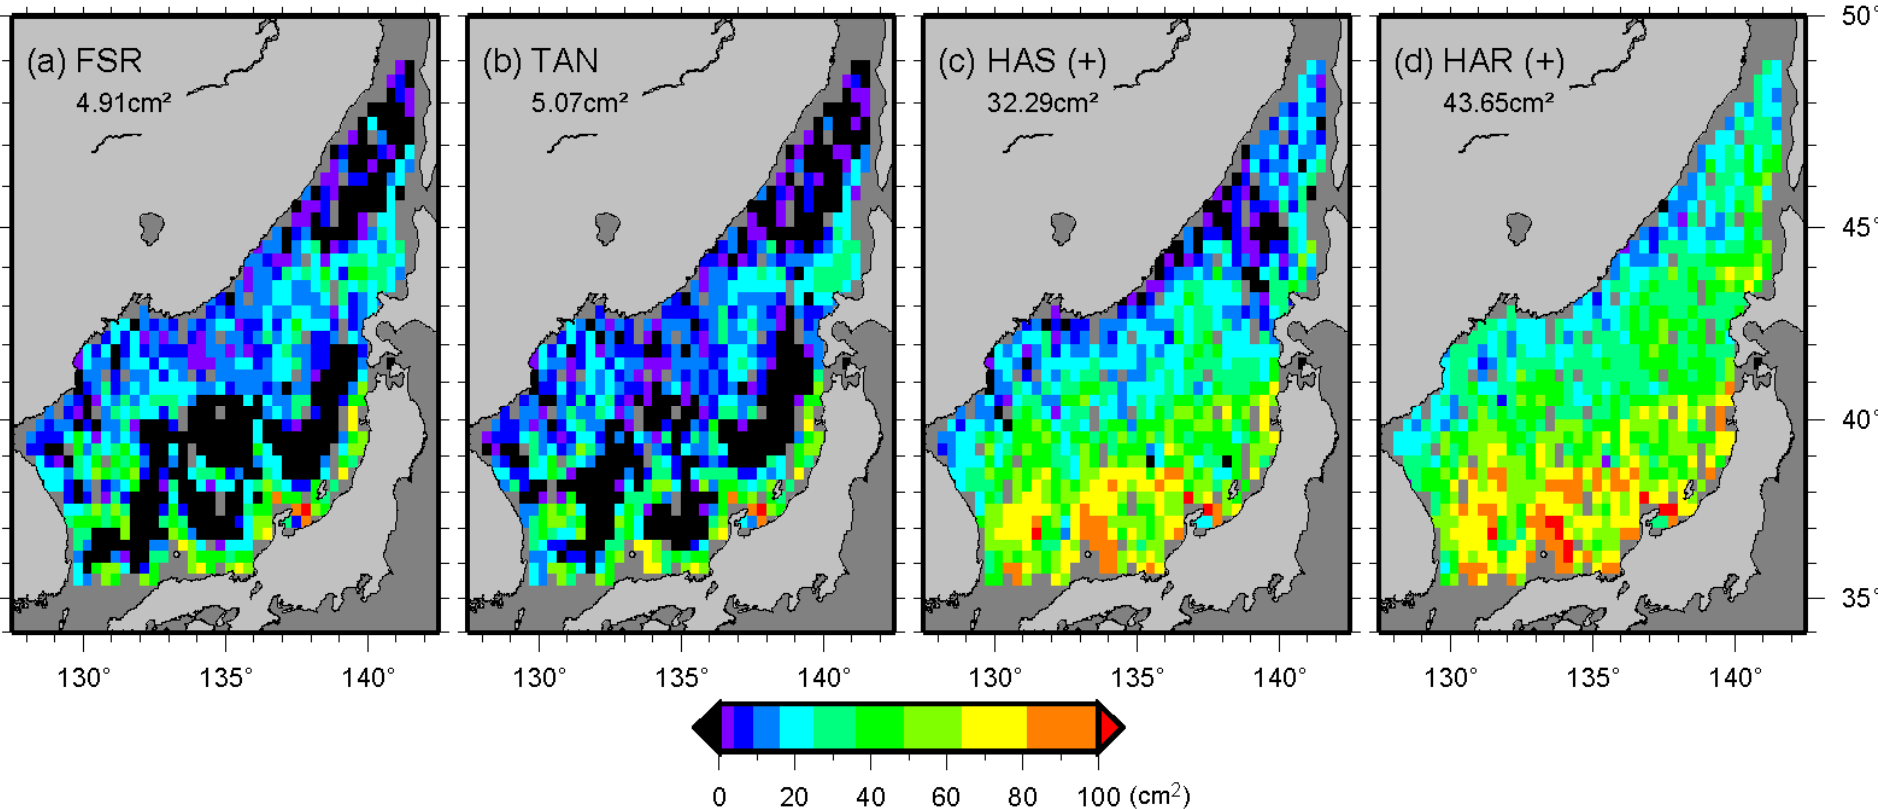 (a) FSR
4.91cm²
(b) TAN
5.07cm²
(c) HAS (+)
32.29cm²
(d) HAR (+)
43.65cm²
50°
45°
40°
35°
130° 135° 140°
130° 135° 140°
130° 135° 140°
130° 135° 140°
0 20 40 60 80 100 (cm²)